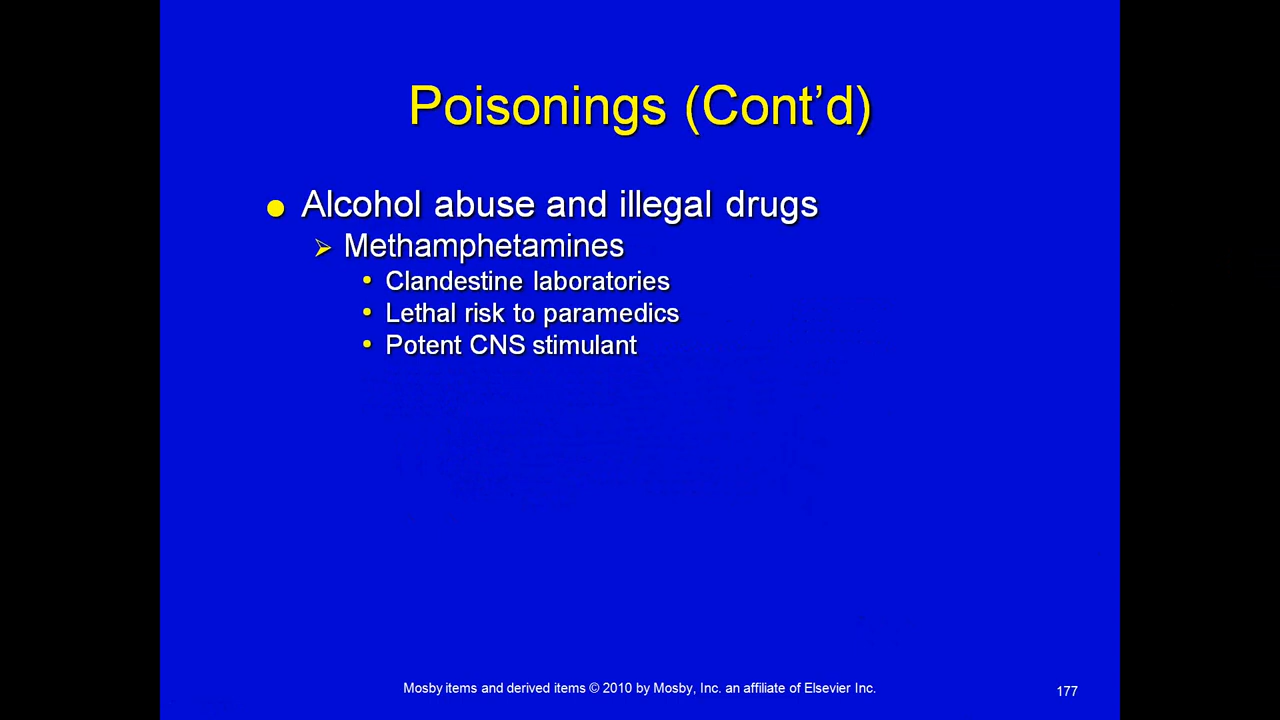 Poisonings (Cont’d)
Alcohol abuse and illegal drugs
Methamphetamines
Clandestine laboratories
Lethal risk to paramedics
Potent CNS stimulant
Mosby items and derived items © 2010 by Mosby, Inc. an affiliate of Elsevier Inc.
177